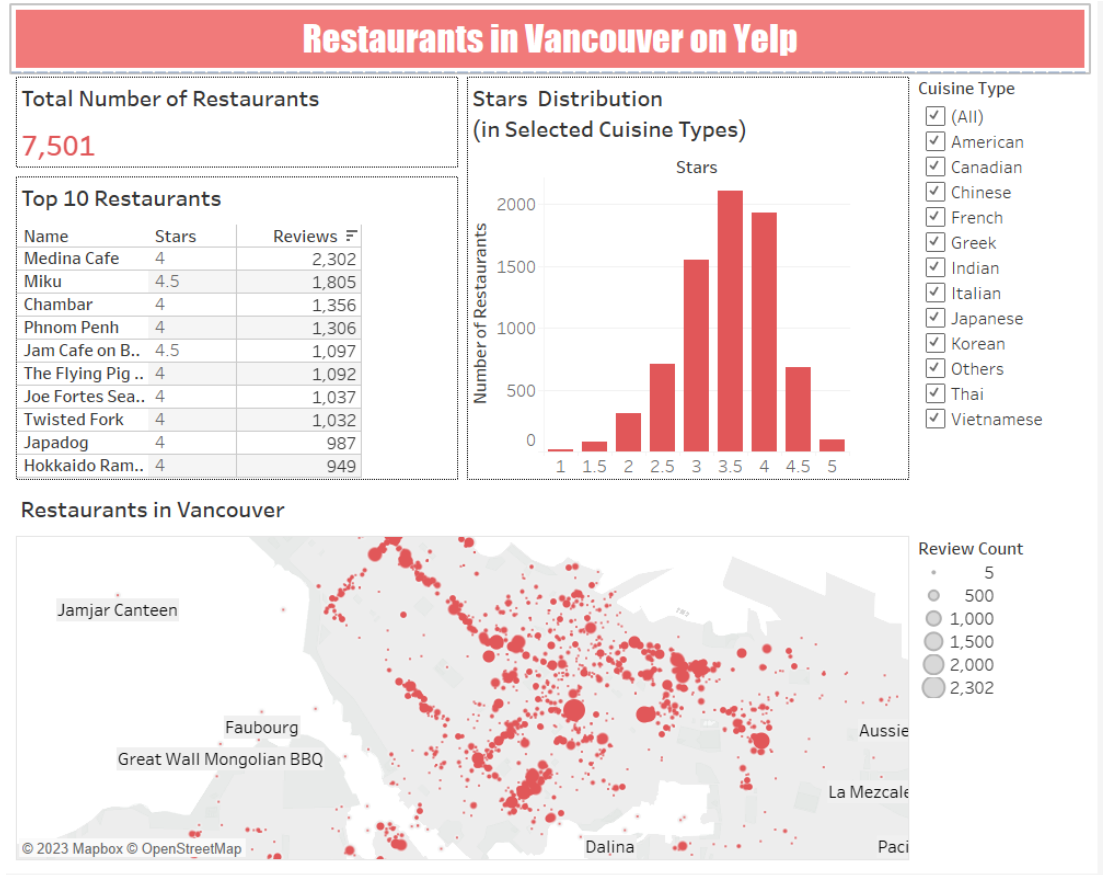 Restaurants in Vancouver on Yelp
Total Number of Restaurants
7,501
Top 10 Restaurants
Name Stars Reviews
Medina Cafe 4 2,302
Miku 4.5 1,805
Chambar 4 1,356
Phnom Penh 4 1,306
Jam Cafe on B.. 4.5 1,097
The Flying Pig .. 4 1,092
Joe Fortes Sea.. 4 1,037
Twisted Fork 4 1,032
Japadog 4 987
Hokkaido Ram.. 4 949
Stars Distribution
(in Selected Cuisine Types)
Stars
Number of Restaurants
2000
1500
1000
500
0
1 1.5 2 2.5 3 3.5 4 4.5 5
Cuisine Type
(All)
American
Canadian
Chinese
French
Greek
Indian
Italian
Japanese
Korean
Others
Thai
Vietnamese
Restaurants in Vancouver
Jamjar Canteen
Faubourg
Great Wall Mongolian BBQ
Aussie
La Mezcale
Dalina
Paci
© 2023 Mapbox © OpenStreetMap
Review Count
5
500
1,000
1,500
2,000
2,302